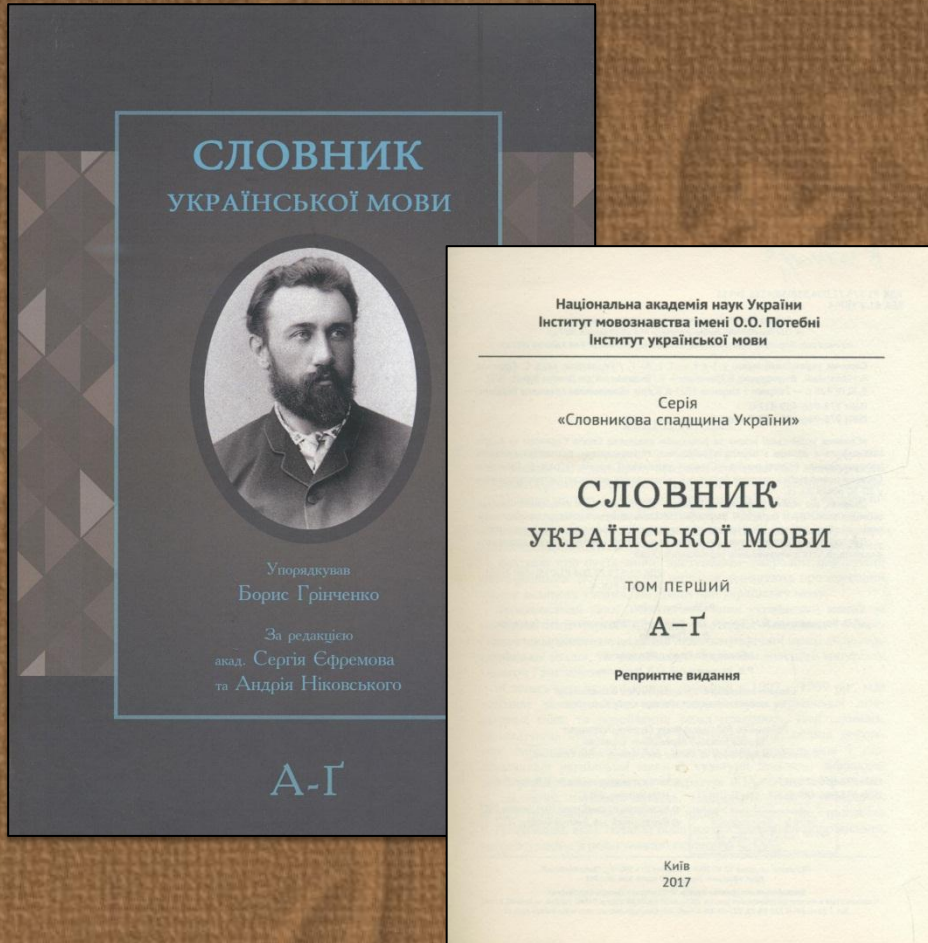 СЛОВНИК
УКРАЇНСЬКОЇ МОВИ
Упорядкував
Борис Грінченко
За редакцією
акад. Сергія Єфремова
та Андрія Ніковського
А-Ґ
Національна академія наук України
Інститут мовознавства імені О.О. Потебні
Інститут української мови
Серія
«Словникова спадщина України»
СЛОВНИК
УКРАЇНСЬКОЇ МОВИ
ТОМ ПЕРШИЙ
А–Ґ
Репринтне видання
Київ
2017